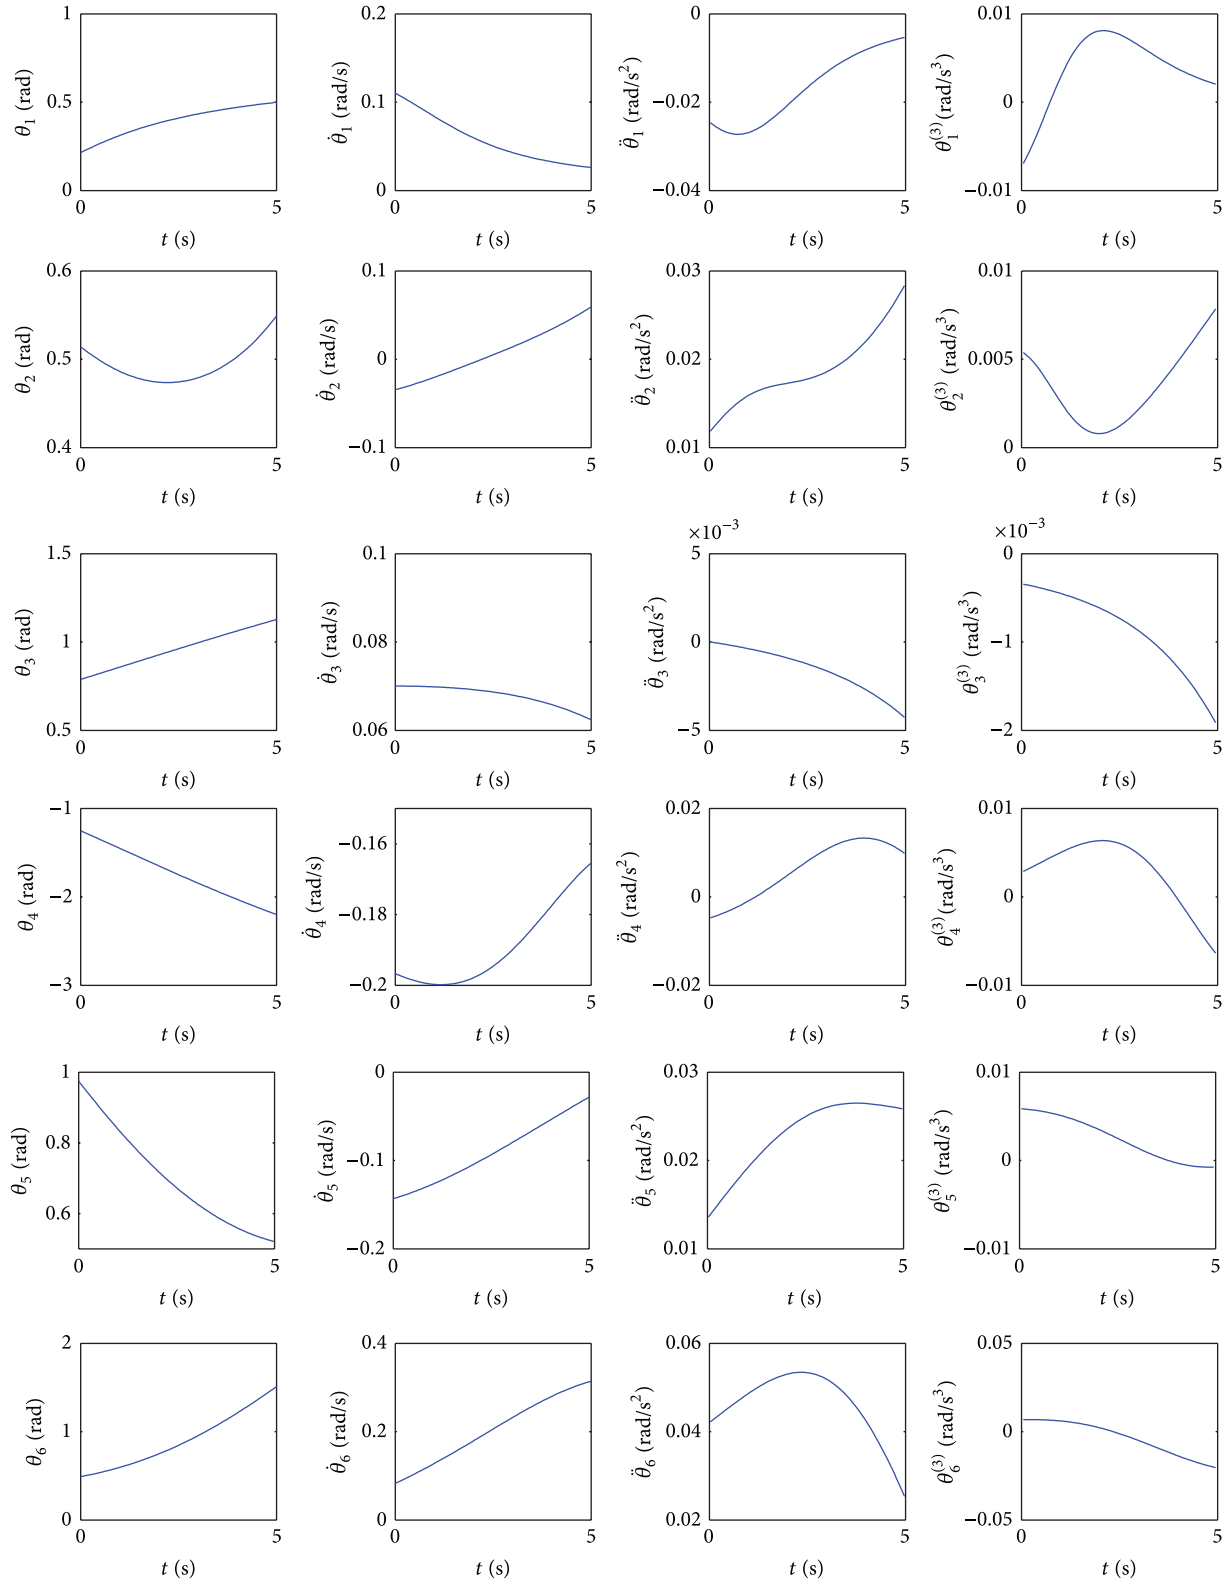 1
0.5
0
0
5
θ₁ (rad)
t (s)
0.2
0.1
0
0
5
θ̇₁ (rad/s)
t (s)
0
−0.02
−0.04
0
5
θ̈₁ (rad/s²)
t (s)
0.01
0
−0.01
0
5
θ₁⁽³⁾ (rad/s³)
t (s)
0.6
0.5
0.4
0
5
θ₂ (rad)
t (s)
0.1
0
−0.1
0
5
θ̇₂ (rad/s)
t (s)
0.03
0.02
0.01
0
5
θ̈₂ (rad/s²)
t (s)
0.01
0.005
0
0
5
θ₂⁽³⁾ (rad/s³)
t (s)
1.5
1
0.5
0
5
θ₃ (rad)
t (s)
0.1
0.08
0.06
0
5
θ̇₃ (rad/s)
t (s)
×10⁻³
5
0
−5
0
5
θ̈₃ (rad/s²)
t (s)
×10⁻³
0
−1
−2
0
5
θ₃⁽³⁾ (rad/s³)
t (s)
−1
−2
−3
0
5
θ₄ (rad)
t (s)
−0.16
−0.18
−0.2
0
5
θ̇₄ (rad/s)
t (s)
0.02
0
−0.02
0
5
θ̈₄ (rad/s²)
t (s)
0.01
0
−0.01
0
5
θ₄⁽³⁾ (rad/s³)
t (s)
1
0.8
0.6
0
5
θ₅ (rad)
t (s)
0
−0.1
−0.2
0
5
θ̇₅ (rad/s)
t (s)
0.03
0.02
0.01
0
5
θ̈₅ (rad/s²)
t (s)
0.01
0
−0.01
0
5
θ₅⁽³⁾ (rad/s³)
t (s)
2
1
0
0
5
θ₆ (rad)
t (s)
0.4
0.2
0
0
5
θ̇₆ (rad/s)
t (s)
0.06
0.04
0.02
0
5
θ̈₆ (rad/s²)
t (s)
0.05
0
−0.05
0
5
θ₆⁽³⁾ (rad/s³)
t (s)